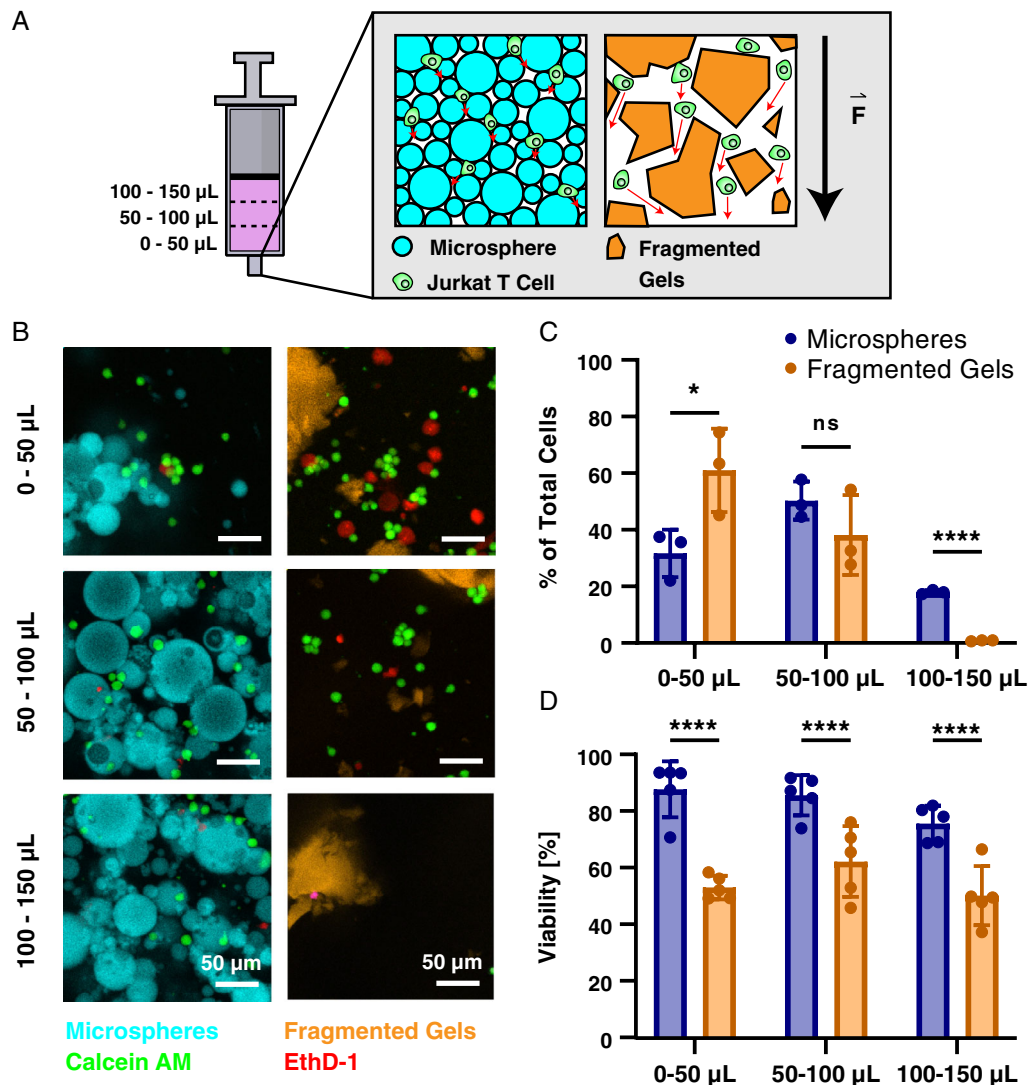 A
100 - 150 µL
50 - 100 µL
0 - 50 µL
F
Microsphere
Jurkat T Cell
Fragmented
Gels
B
0 - 50 µL
50 - 100 µL
100 - 150 µL
50 µm
50 µm
Microspheres
Fragmented Gels
Calcein AM
EthD-1
C
Microspheres
Fragmented Gels
% of Total Cells
100
80
60
40
20
0
*
ns
****
0-50 µL
50-100 µL
100-150 µL
D
Viability [%]
100
80
60
40
20
0
****
****
****
0-50 µL
50-100 µL
100-150 µL